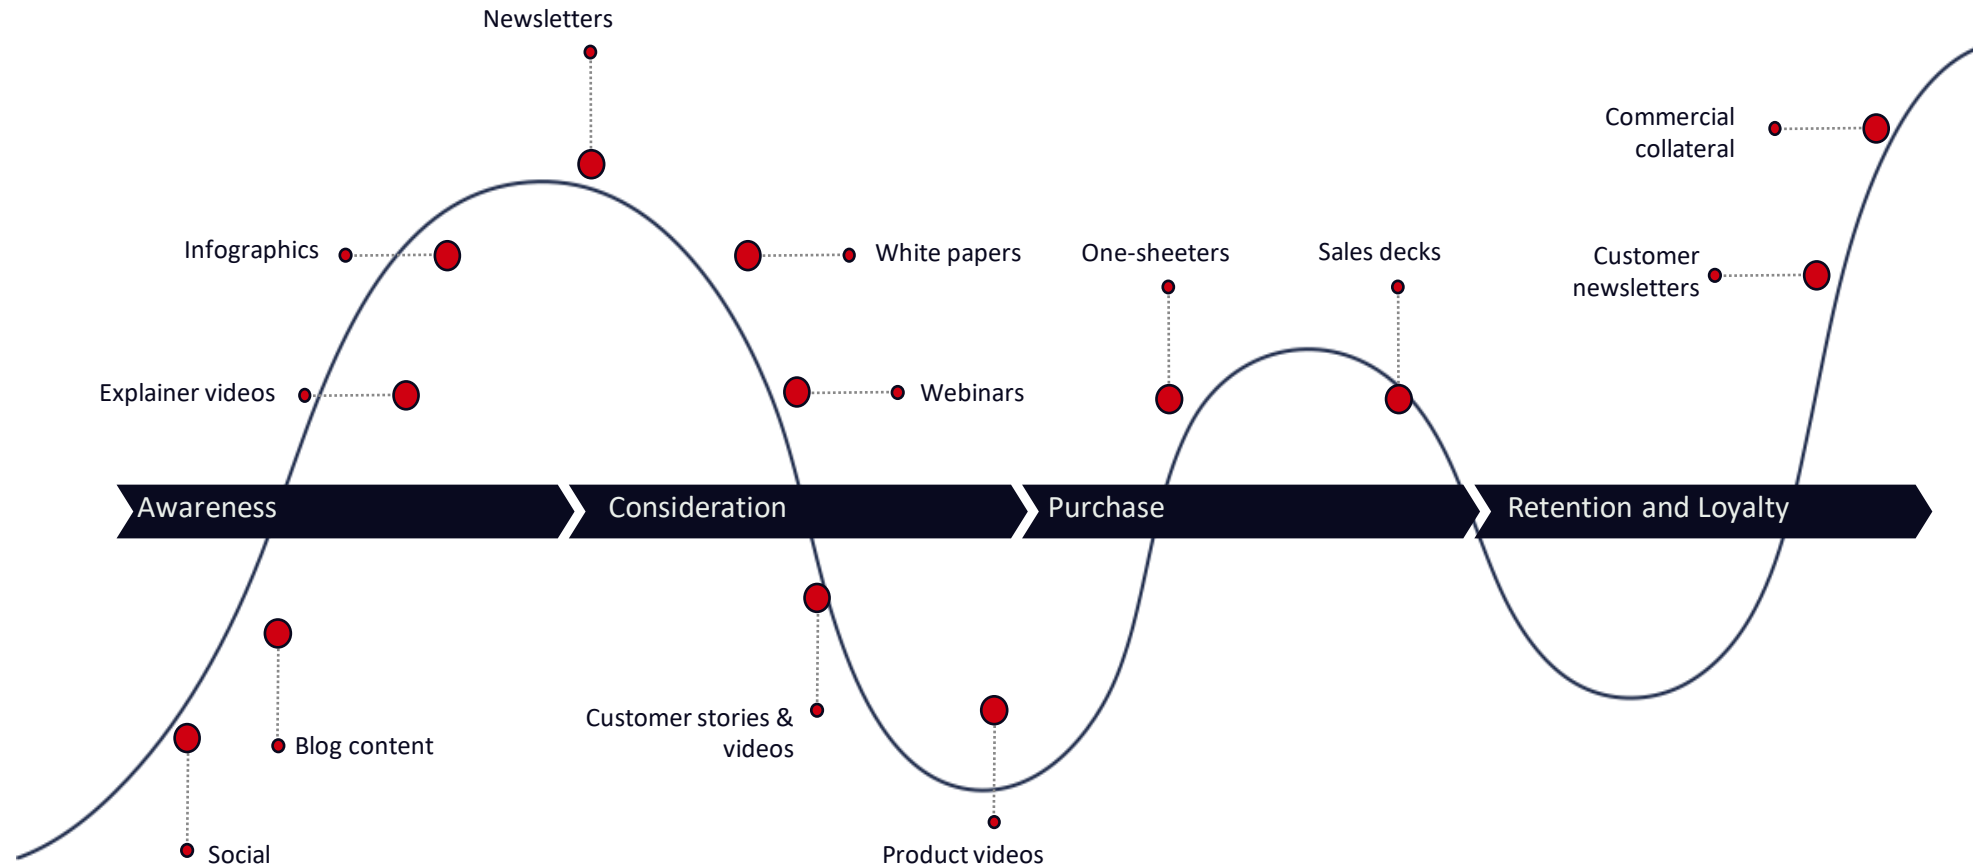 Newsletters
Commercial
collateral
Infographics
White papers
One-sheeters
Sales decks
Customer
newsletters
Explainer videos
Webinars
Awareness
Consideration
Purchase
Retention and Loyalty
Customer stories &
videos
Blog content
Social
Product videos